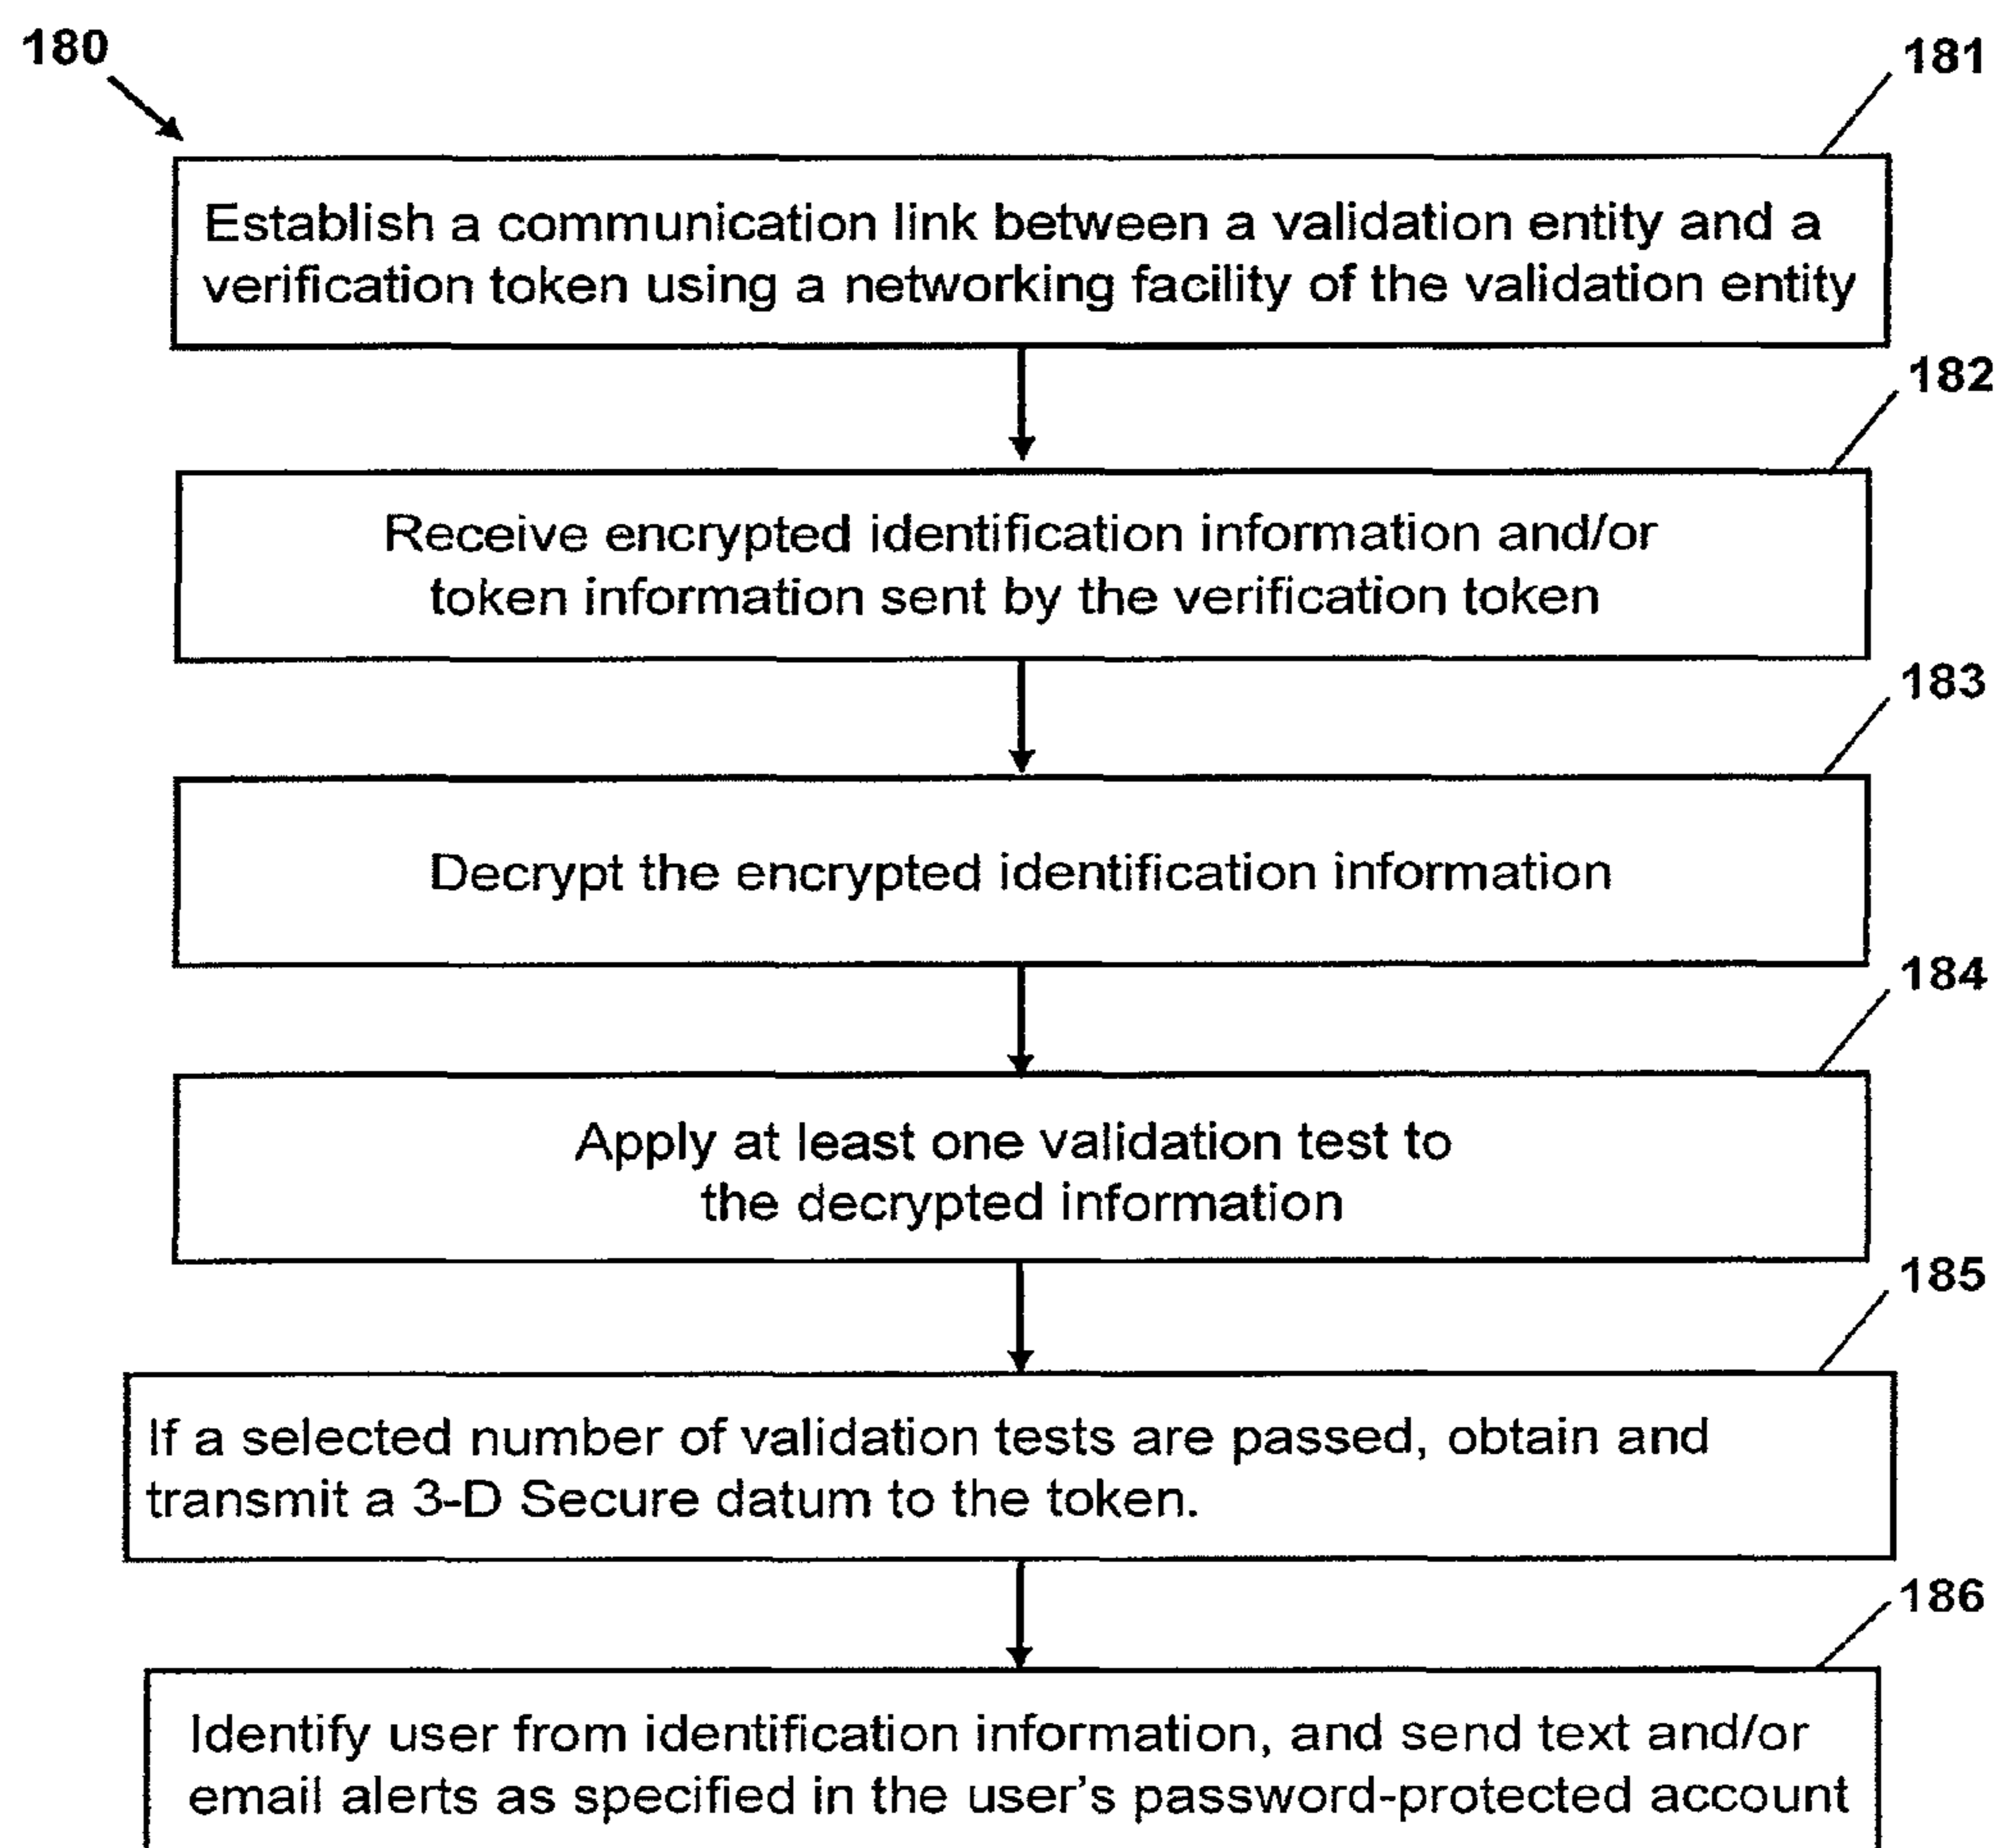 180
181
Establish a communication link between a validation entity and a
verification token using a networking facility of the validation entity
182
Receive encrypted identification information and/or
token information sent by the verification token
183
Decrypt the encrypted identification information
184
Apply at least one validation test to
the decrypted information
185
If a selected number of validation tests are passed, obtain and
transmit a 3-D Secure datum to the token.
186
Identify user from identification information, and send text and/or
email alerts as specified in the user's password-protected account